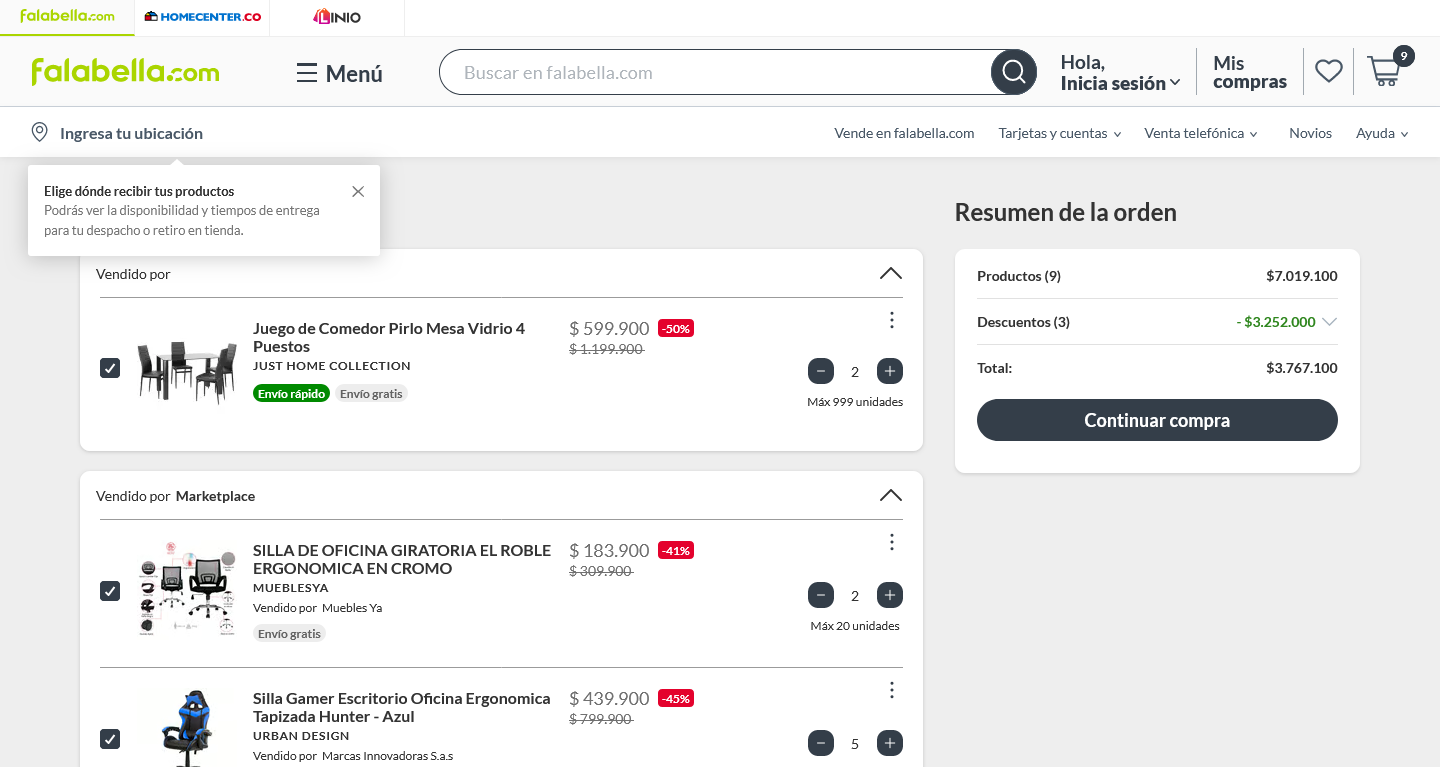 falabella.com
HOMECENTER.CO
LINIO
falabella.com
Menú
Buscar en falabella.com
Hola,
Inicia sesión
Mis
compras
9
Ingresa tu ubicación
Vende en falabella.com
Tarjetas y cuentas
Venta telefónica
Novios
Ayuda
Elige dónde recibir tus productos
Podrás ver la disponibilidad y tiempos de entrega
para tu despacho o retiro en tienda.
Vendido por
Juego de Comedor Pirlo Mesa Vidrio 4
Puestos
JUST HOME COLLECTION
Envío rápido
Envío gratis
$ 599.900
-50%
$ 1.199.900
2
Máx 999 unidades
Vendido por Marketplace
SILLA DE OFICINA GIRATORIA EL ROBLE
ERGONOMICA EN CROMO
MUEBLESYA
Vendido por Muebles Ya
Envío gratis
$ 183.900
-41%
$ 309.900
2
Máx 20 unidades
Silla Gamer Escritorio Oficina Ergonomica
Tapizada Hunter - Azul
URBAN DESIGN
Vendido por Marcas Innovadoras S.a.s
$ 439.900
-45%
$ 799.900
5
Resumen de la orden
Productos (9)
$7.019.100
Descuentos (3)
- $3.252.000
Total:
$3.767.100
Continuar compra